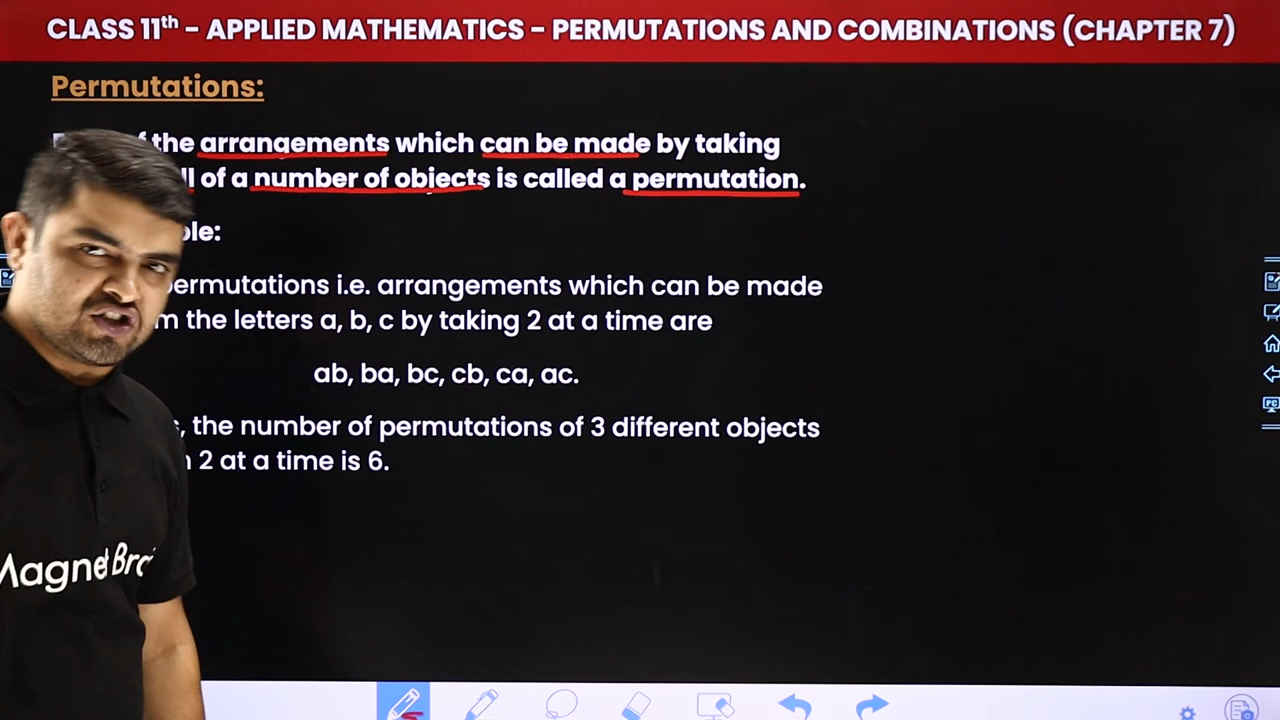 CLASS 11th - APPLIED MATHEMATICS - PERMUTATIONS AND COMBINATIONS (CHAPTER 7)
Permutations:
the arrangements which can be made by taking
of a number of objects is called a permutation.
permutations i.e. arrangements which can be made
the letters a, b, c by taking 2 at a time are
ab, ba, bc, cb, ca, ac.
the number of permutations of 3 different objects
2 at a time is 6.
Magnet
PC